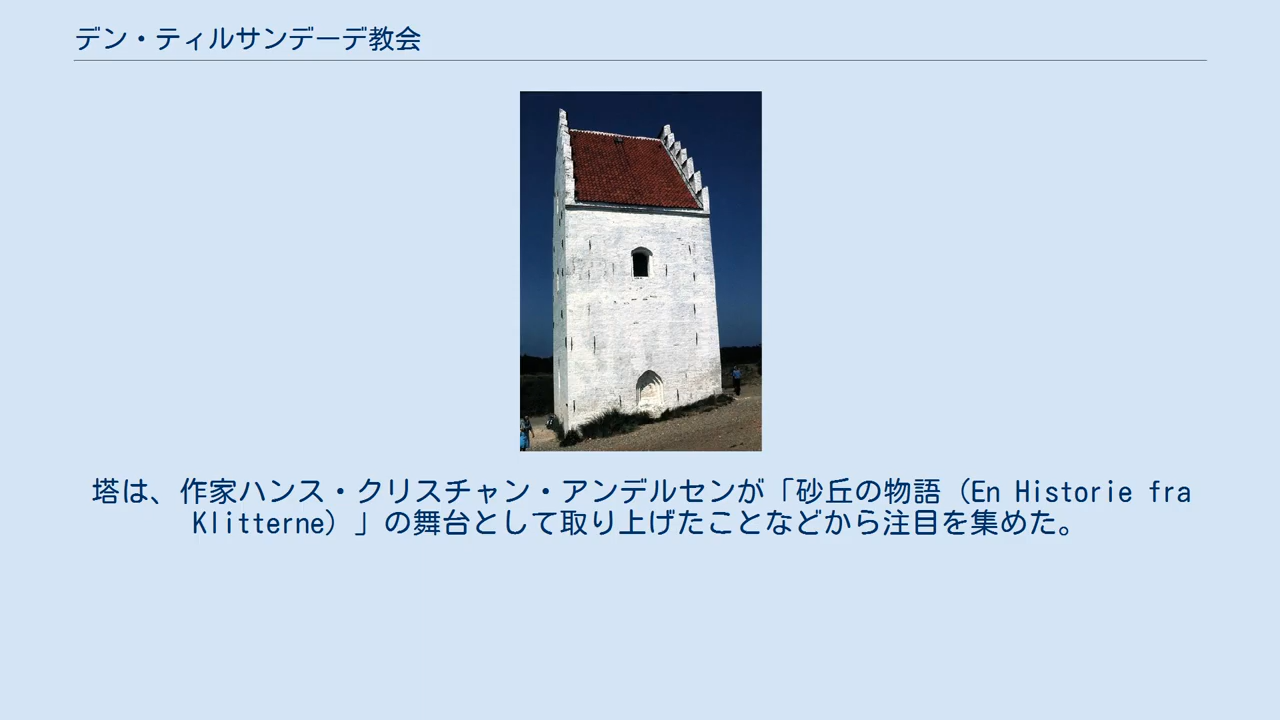 デン・ティルサンデーデ教会
塔は、作家ハンス・クリスチャン・アンデルセンが「砂丘の物語（En Historie fra
Klitterne）」の舞台として取り上げたことなどから注目を集めた。